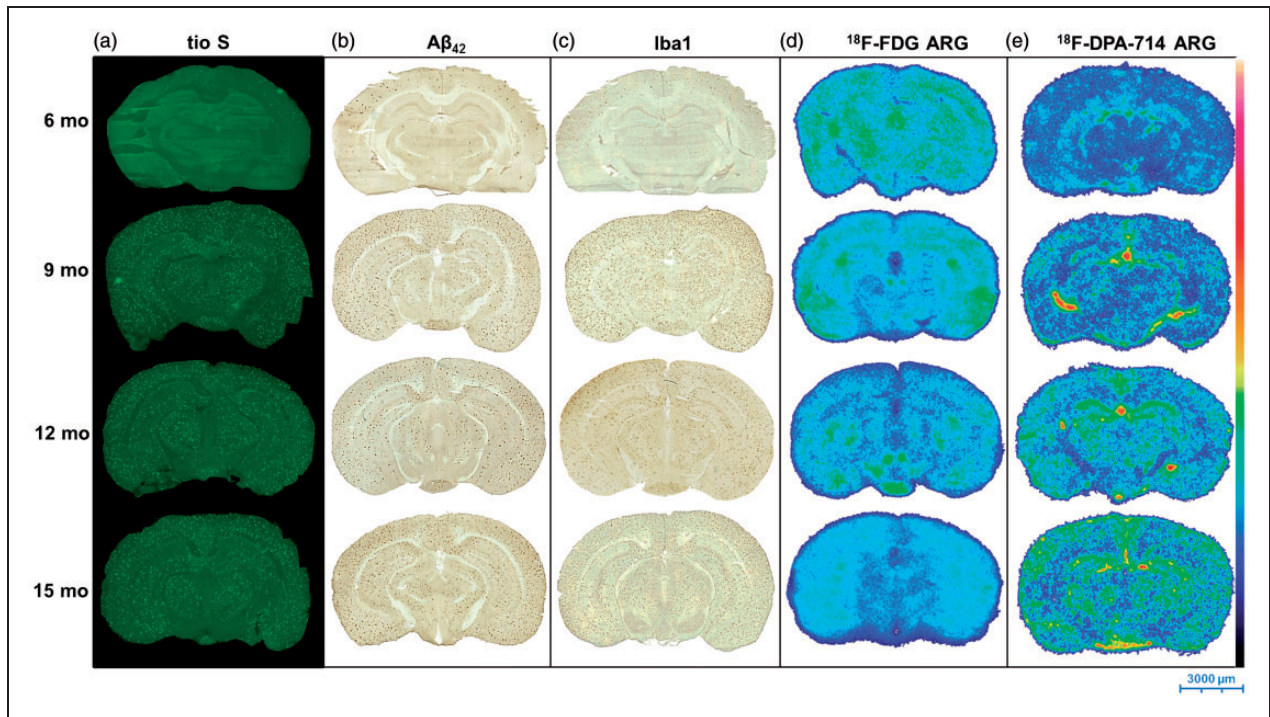 (a) tio S (b) Aβ₄₂ (c) Iba1 (d) ¹⁸F-FDG ARG (e) ¹⁸F-DPA-714 ARG
6 mo
9 mo
12 mo
15 mo
3000 µm